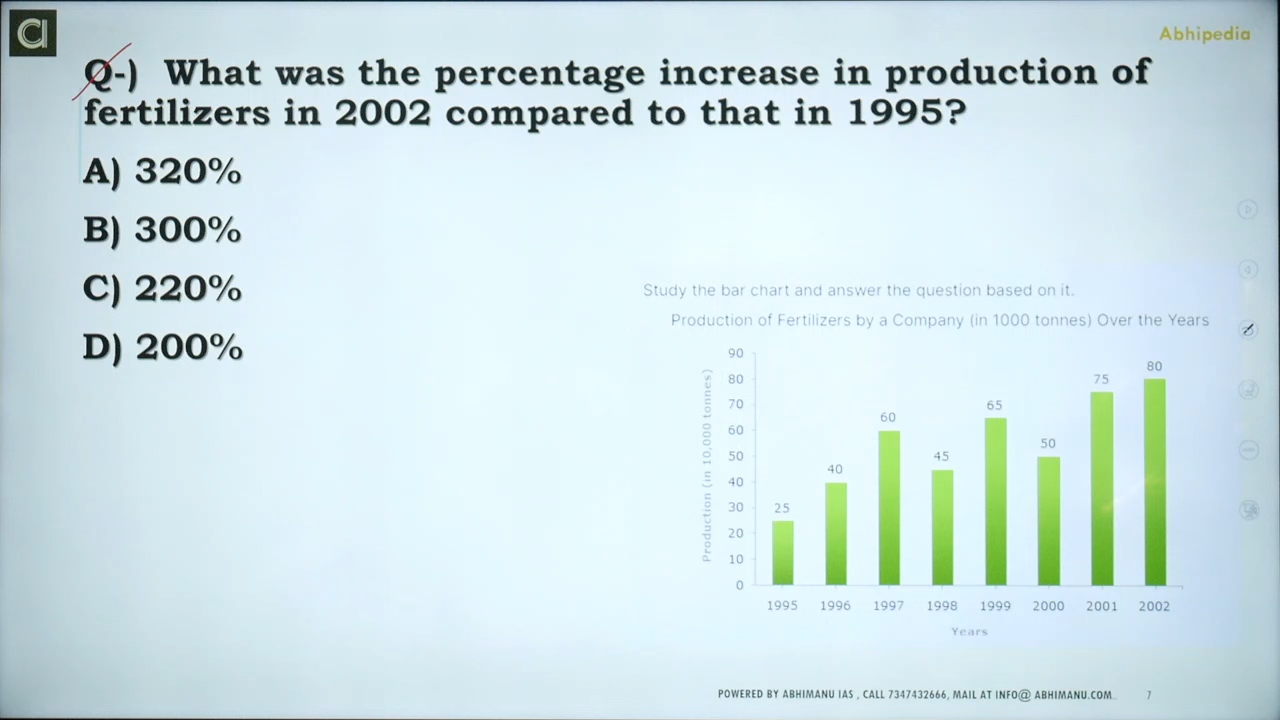 Abhipedia
Q-) What was the percentage increase in production of
fertilizers in 2002 compared to that in 1995?
A) 320%
B) 300%
C) 220%
D) 200%
Study the bar chart and answer the question based on it.
Production of Fertilizers by a Company (in 1000 tonnes) Over the Years
Production (in 10,000 tonnes)
90
80
70
60
50
40
30
20
10
0
25
40
60
45
65
50
75
80
1995 1996 1997 1998 1999 2000 2001 2002
Years
POWERED BY ABHIMANU IAS , CALL 7347432666, MAIL AT INFO@ ABHIMANU.COM.. 7